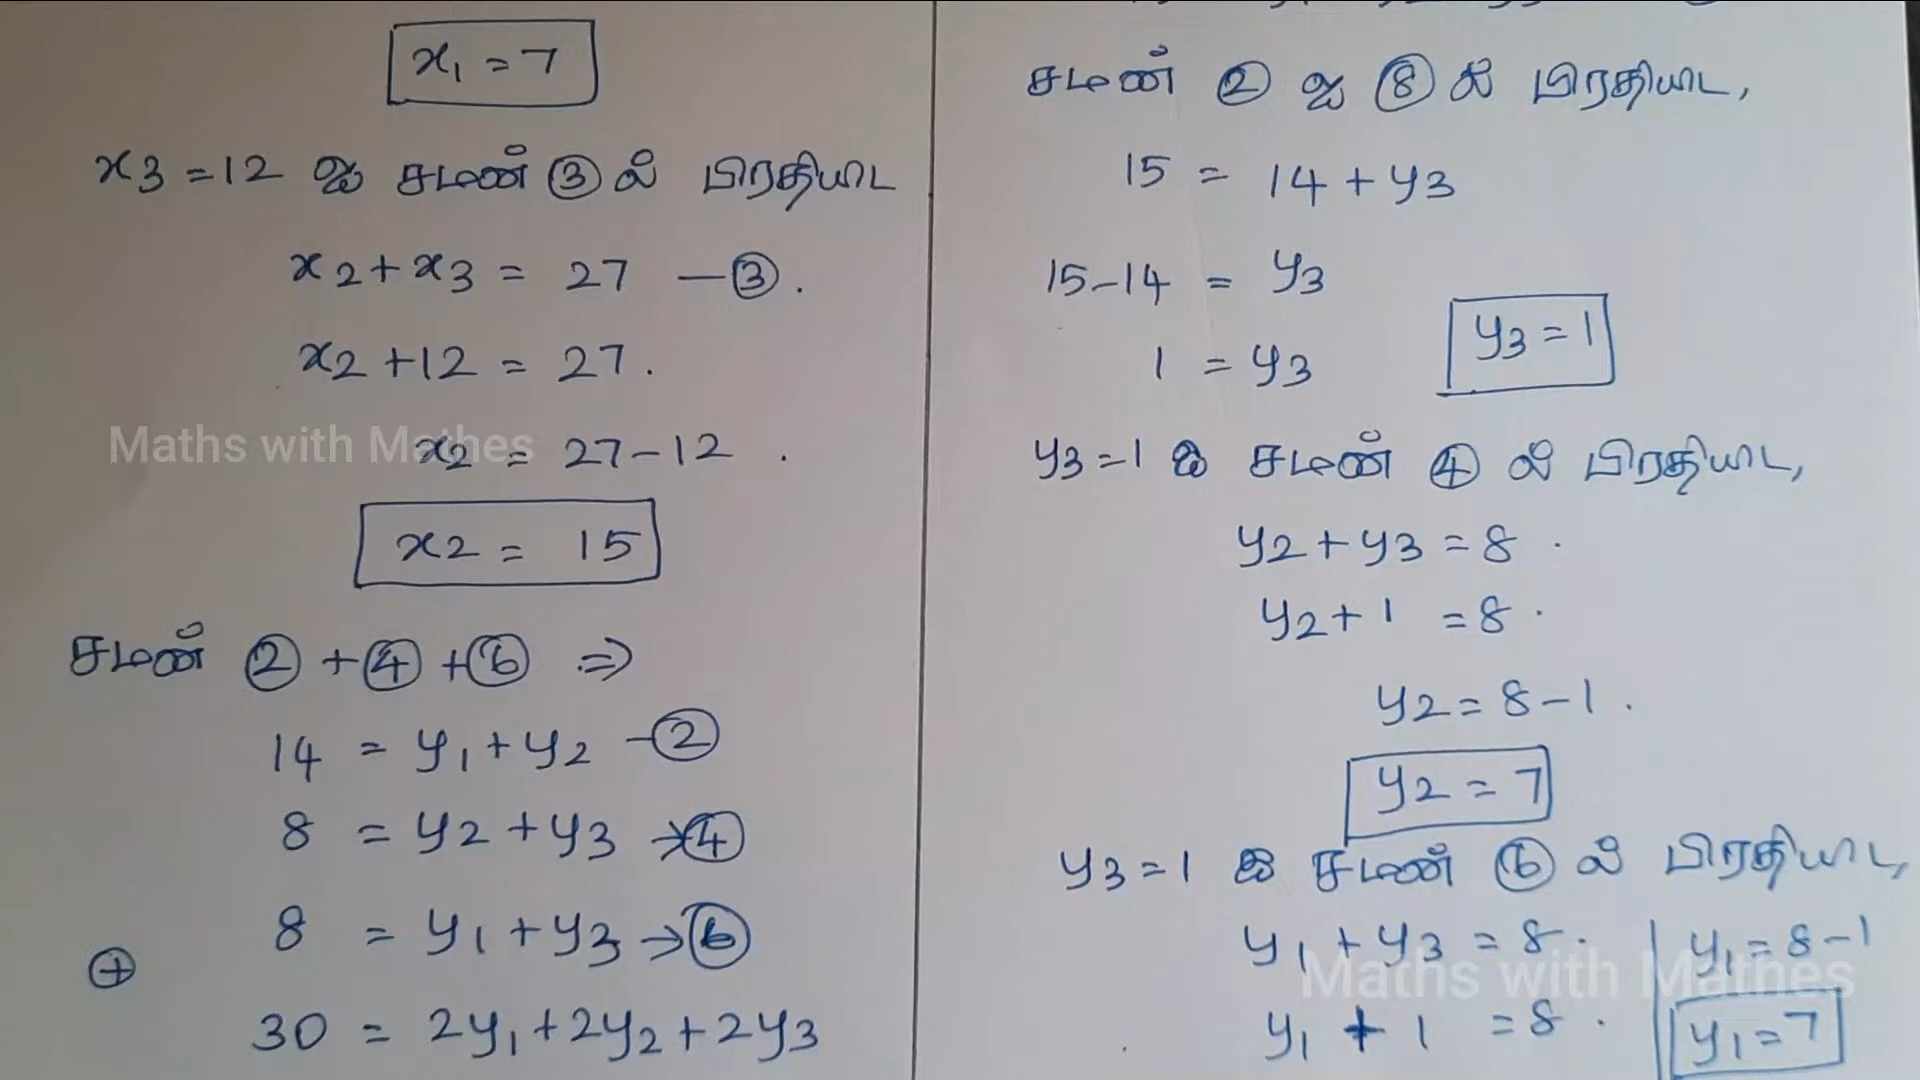 x₁ = 7
x3 = 12 ஐ சமன் ③ ல் பிரதியிட
x2 + x3 = 27 — ③.
x2 + 12 = 27.
x2 = 27 - 12 .
x2 = 15
சமன் ② + ④ + ⑥ ⇒
14 = y₁ + y2 - ②
8 = y2 + y3 → ④
8 = y₁ + y3 → ⑥
⊕
30 = 2y₁ + 2y2 + 2y3
சமன் ② ஐ ⑧ ல் பிரதியிட,
15 = 14 + y3
15 - 14 = y3
1 = y3
y3 = 1
y3 = 1 ஐ சமன் ④ ல் பிரதியிட,
y2 + y3 = 8 .
y2 + 1 = 8 .
y2 = 8 - 1 .
y2 = 7
y3 = 1 ஐ சமன் ⑥ ல் பிரதியிட,
y₁ + y3 = 8 .
y₁ + 1 = 8 .
y₁ = 8 - 1
y₁ = 7
Maths with Mathes
Maths with Mathes